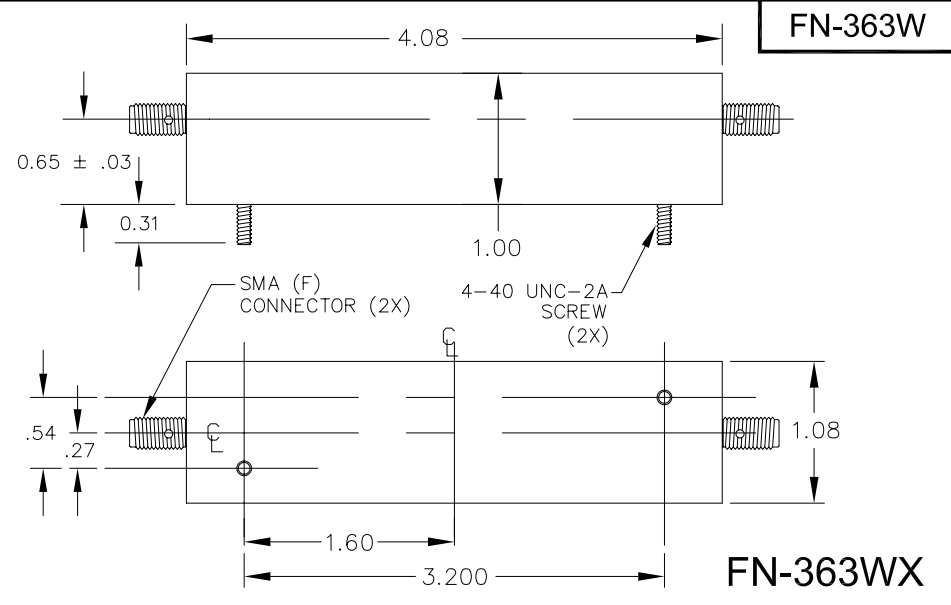 FN-363W
4.08
0.65 ± .03
0.31
1.00
SMA (F)
CONNECTOR (2X)
4-40 UNC-2A
SCREW
(2X)
CL
.54
.27
CL
1.08
1.60
3.200
FN-363WX